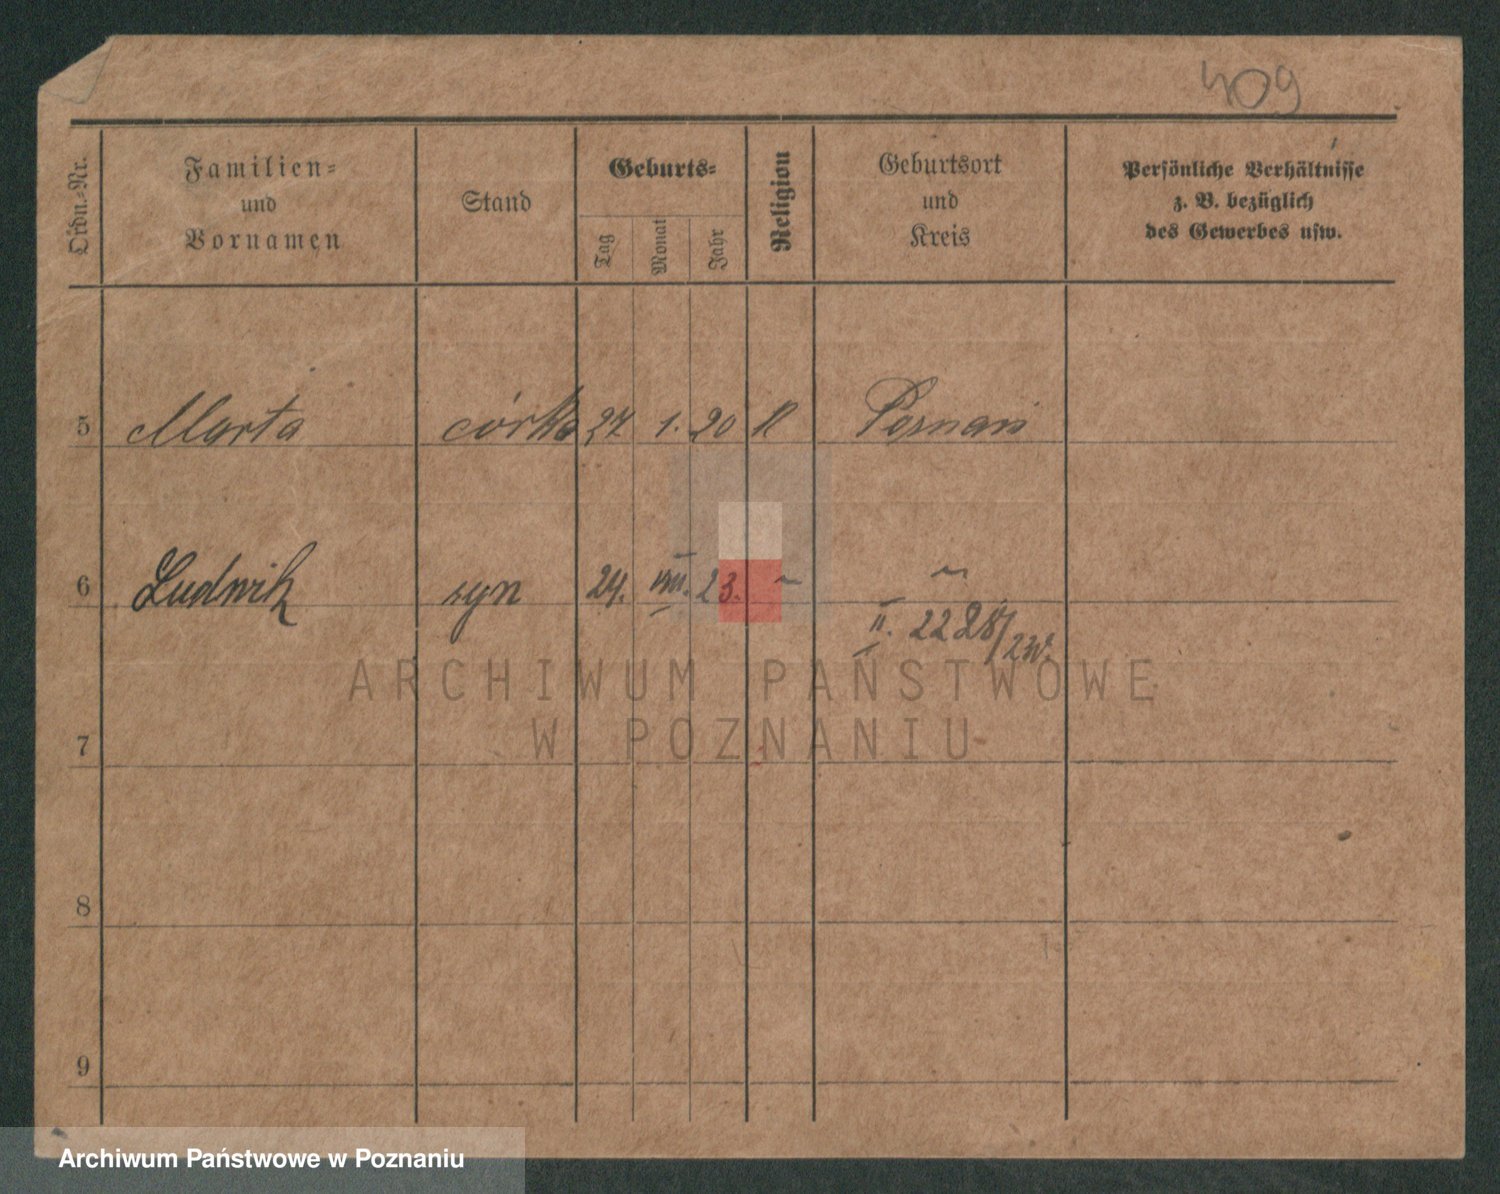 409
Ordn.-Nr.
Familien-
und
Vornamen
Stand
Geburts-
Tag
Monat
Jahr
Religion
Geburtsort
und
Kreis
Persönliche Verhältnisse
z. B. bezüglich
des Gewerbes usw.
5 Marta córka 27 1. 20 K Poznań
6 Ludwik syn 24. VIII. 23. ~ ~
II. 2228/23
ARCHIWUM PAŃSTWOWE
W POZNANIU
7
8
9
Archiwum Państwowe w Poznaniu